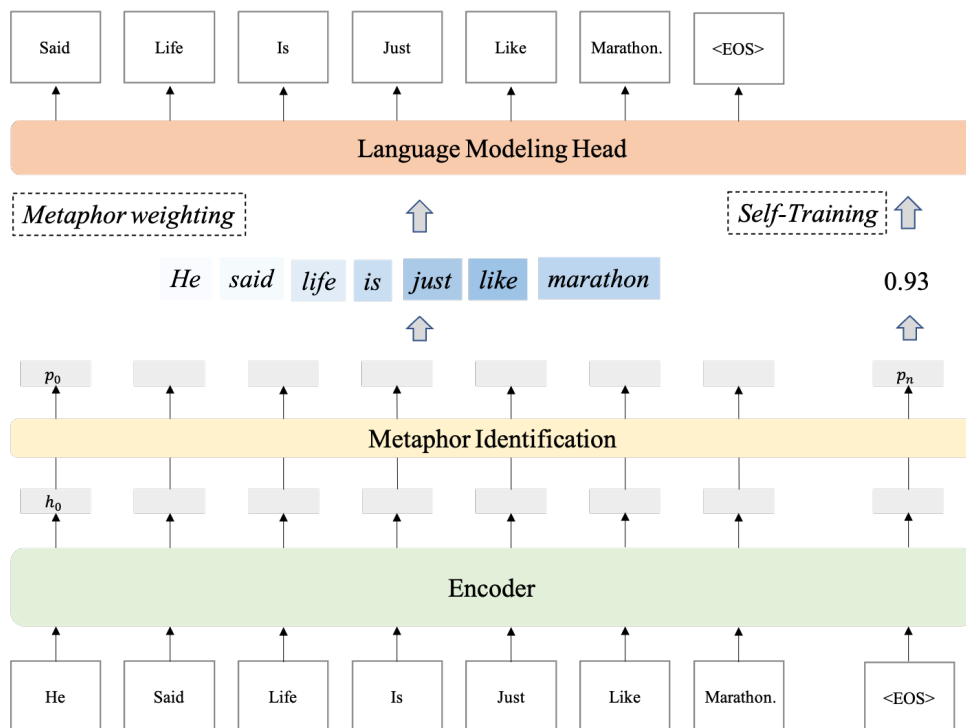 Said Life Is Just Like Marathon. <EOS>
Language Modeling Head
Metaphor weighting Self-Training
He said life is just like marathon 0.93
p₀ pₙ
Metaphor Identification
h₀
Encoder
He Said Life Is Just Like Marathon. <EOS>